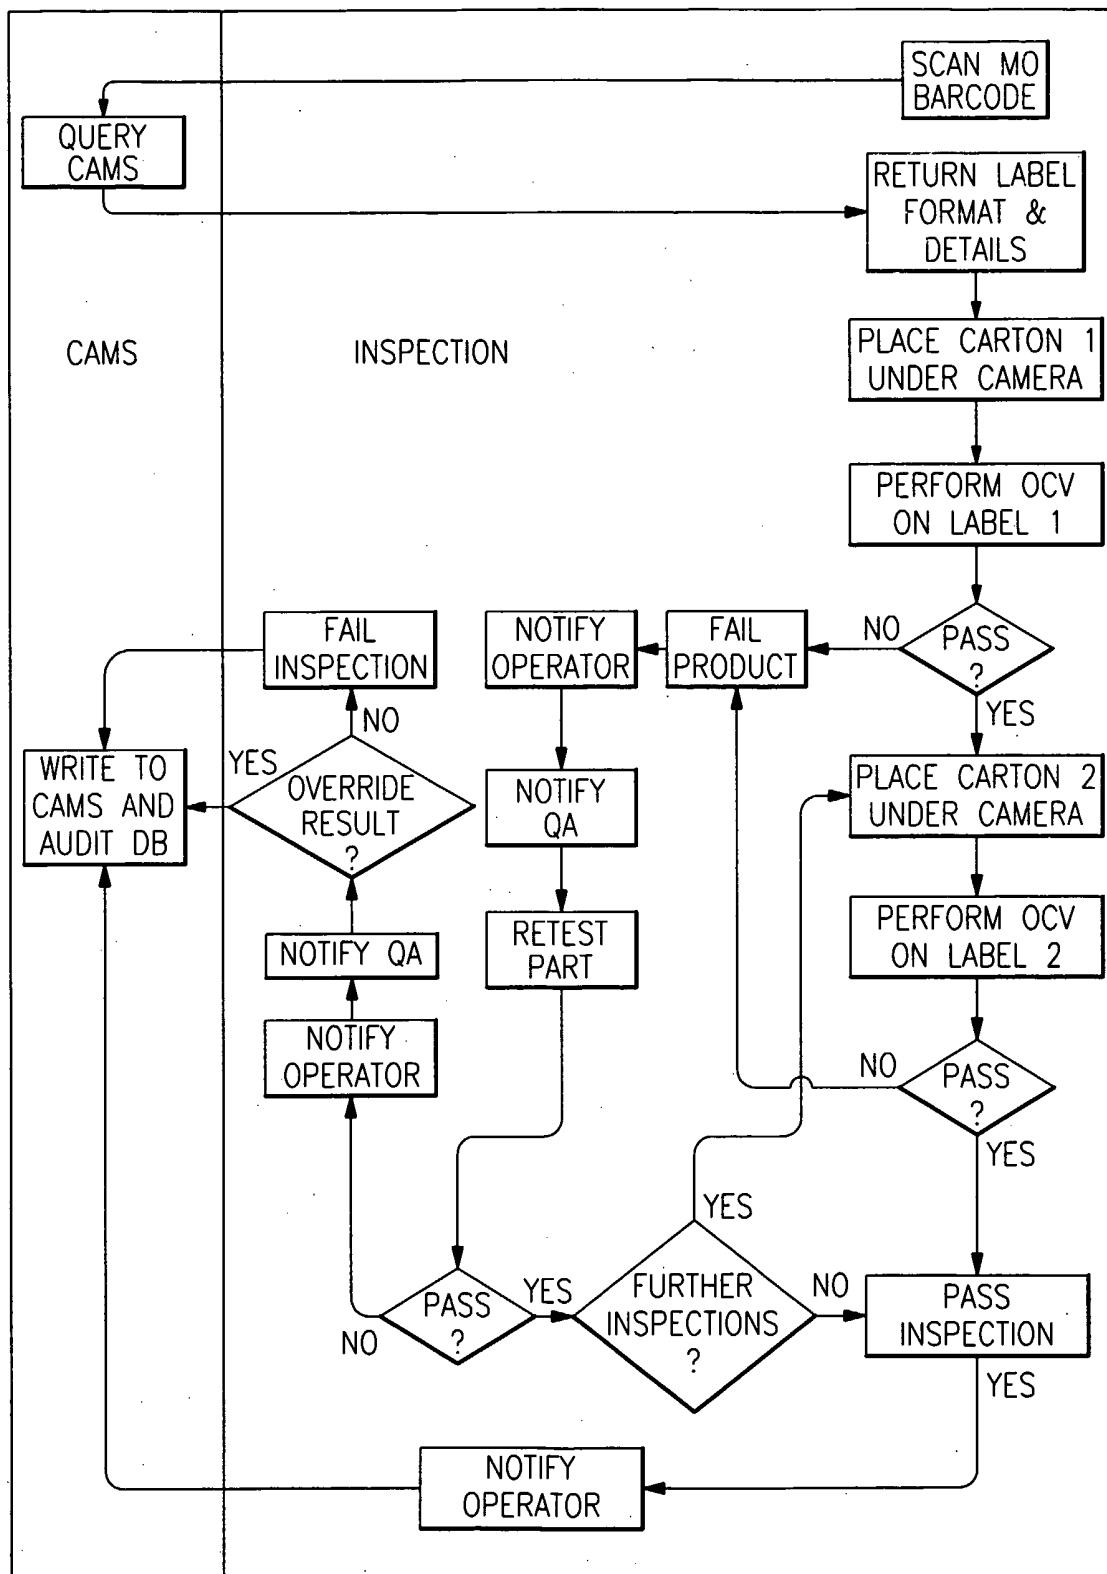 SCAN MO
BARCODE
QUERY
CAMS
RETURN LABEL
FORMAT &
DETAILS
CAMS
INSPECTION
PLACE CARTON 1
UNDER CAMERA
PERFORM OCV
ON LABEL 1
FAIL
INSPECTION
NOTIFY
OPERATOR
FAIL
PRODUCT
NO
PASS
?
YES
NO
YES
WRITE TO
CAMS AND
AUDIT DB
OVERRIDE
RESULT
?
NOTIFY
QA
PLACE CARTON 2
UNDER CAMERA
NOTIFY QA
RETEST
PART
PERFORM OCV
ON LABEL 2
NOTIFY
OPERATOR
NO
PASS
?
YES
YES
PASS
?
NO
YES
FURTHER
INSPECTIONS
?
NO
PASS
INSPECTION
YES
NOTIFY
OPERATOR